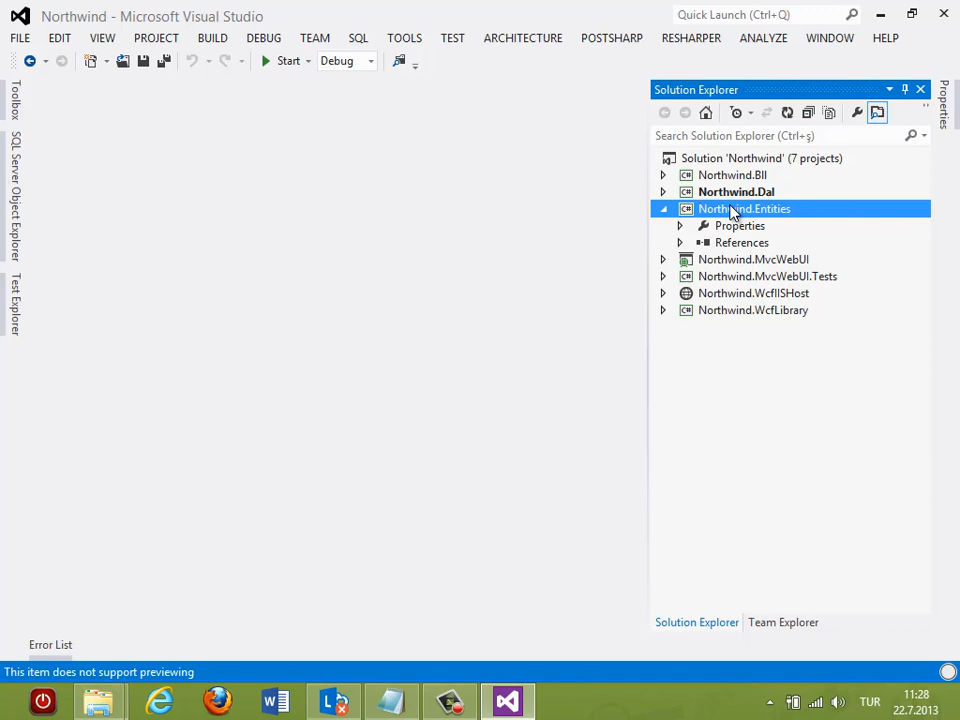 Northwind - Microsoft Visual Studio
Quick Launch (Ctrl+Q)
FILE EDIT VIEW PROJECT BUILD DEBUG TEAM SQL TOOLS TEST ARCHITECTURE POSTSHARP RESHARPER ANALYZE WINDOW HELP
Start Debug
Toolbox
SQL Server Object Explorer
Test Explorer
Solution Explorer
Search Solution Explorer (Ctrl+ş)
Solution 'Northwind' (7 projects)
C# Northwind.Bll
C# Northwind.Dal
C# Northwind.Entities
Properties
References
Northwind.MvcWebUI
C# Northwind.MvcWebUI.Tests
Northwind.WcfIISHost
C# Northwind.WcfLibrary
Solution Explorer Team Explorer
Properties
Error List
This item does not support previewing
TUR
11:28
22.7.2013